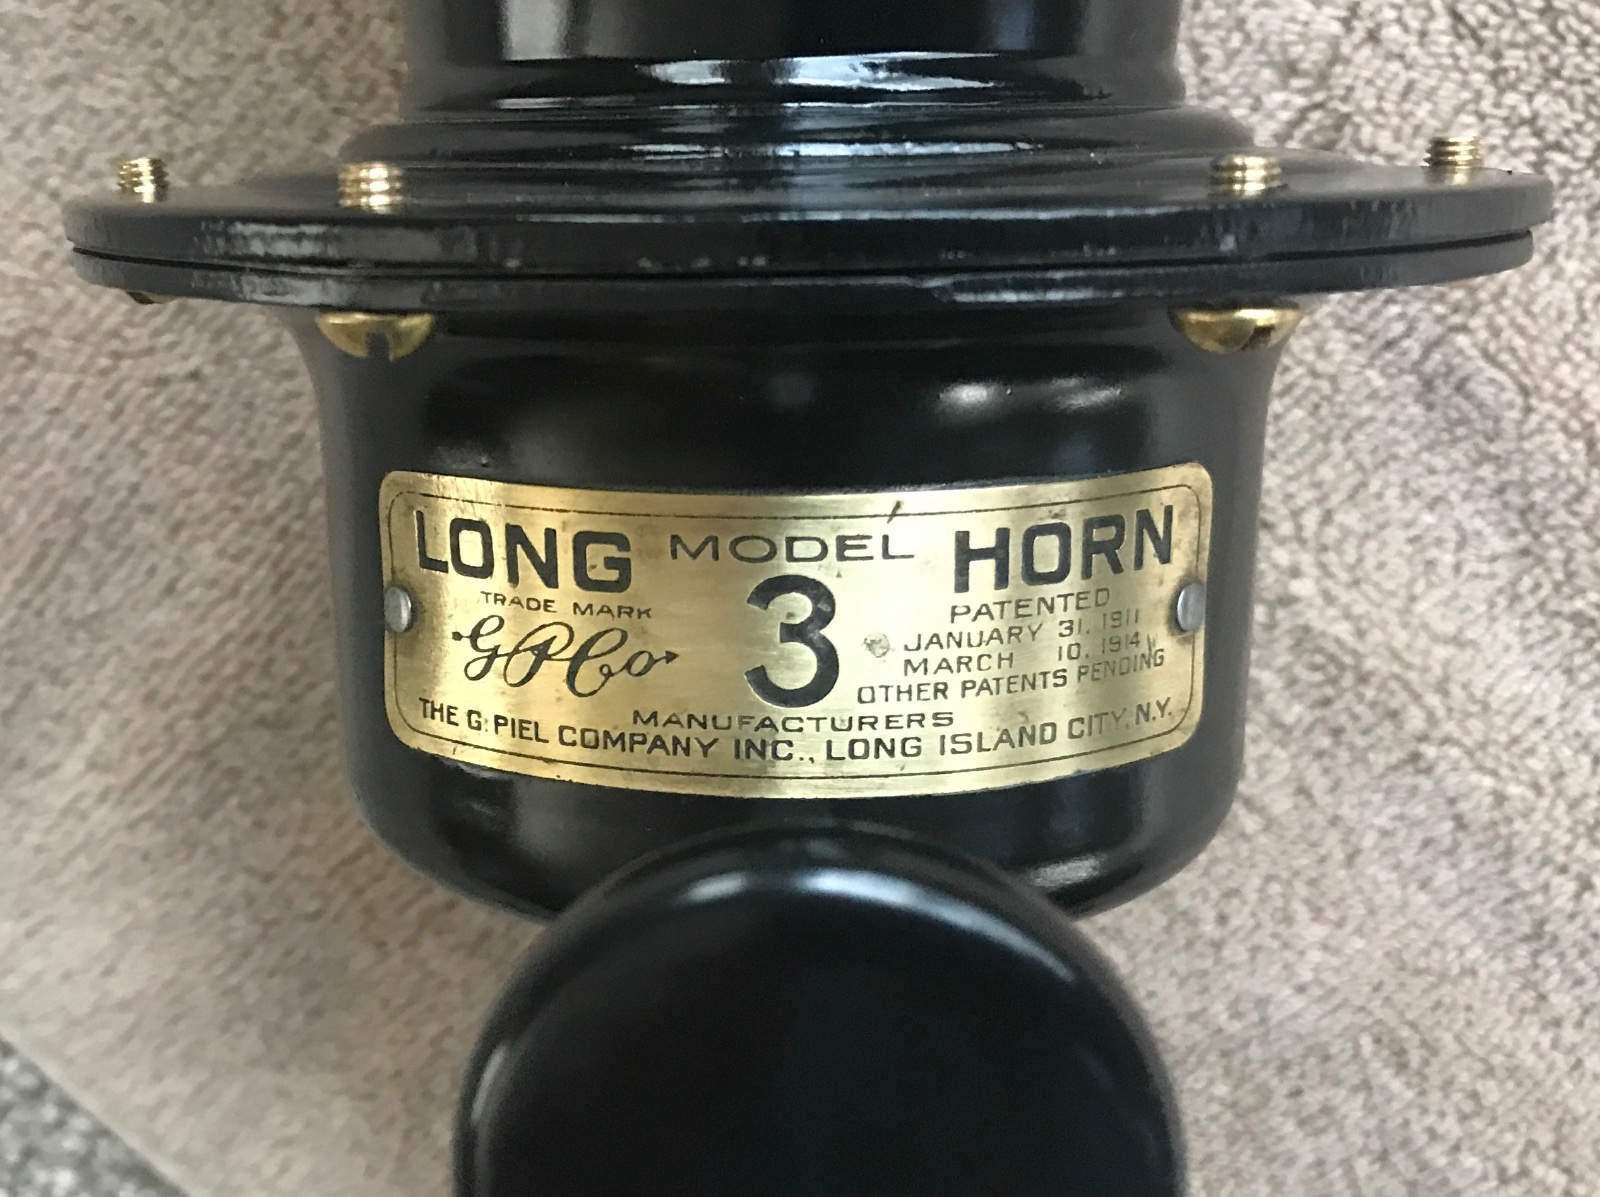 LONG MODEL HORN
3
TRADE MARK
GPCo
PATENTED
JANUARY 31, 1911
MARCH 10, 1914
OTHER PATENTS PENDING
MANUFACTURERS
THE G. PIEL COMPANY INC., LONG ISLAND CITY, N.Y.